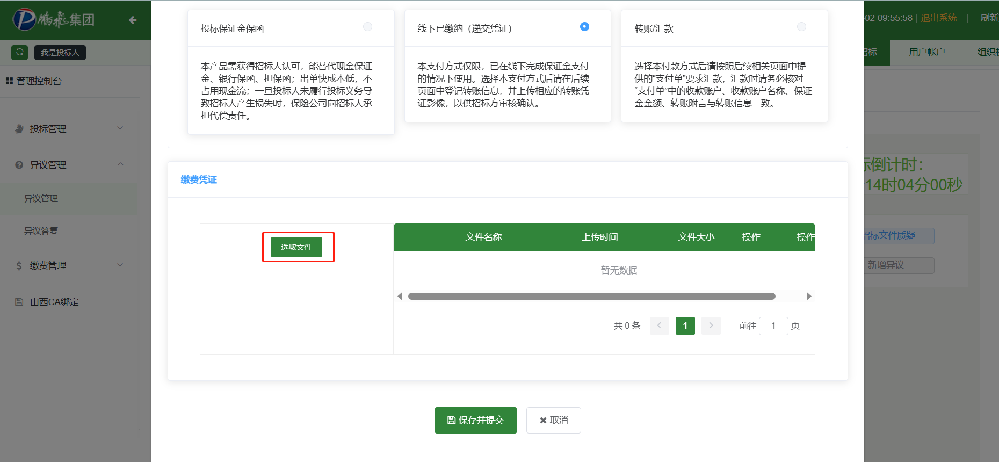 鹏飞集团
02 09:55:58
退出系统
刷新
我是投标人
招标
用户帐户
组织
管理控制台
投标管理
异议管理
异议管理
异议答复
缴费管理
山西CA绑定
投标保证金保函
本产品需获得招标人认可，能替代现金保证
金、银行保函、担保函；出单快成本低，不
占用现金流；一旦投标人未履行投标义务导
致招标人产生损失时，保险公司向招标人承
担代偿责任。
线下已缴纳（递交凭证）
本支付方式仅限，已在线下完成保证金支付
的情况下使用。选择本支付方式后请在后续
页面中登记转账信息，并上传相应的转账凭
证影像，以供招标方审核确认。
转账/汇款
选择本付款方式后请按照后续相关页面中提
供的“支付单”要求汇款，汇款时请务必核对
“支付单”中的收款账户、收款账户名称、保证
金金额、转账附言与转账信息一致。
标倒计时：
14时04分00秒
招标文件质疑
新增异议
缴费凭证
选取文件
文件名称 上传时间 文件大小 操作 操作
暂无数据
共 0 条 1 前往 1 页
保存并提交
取消